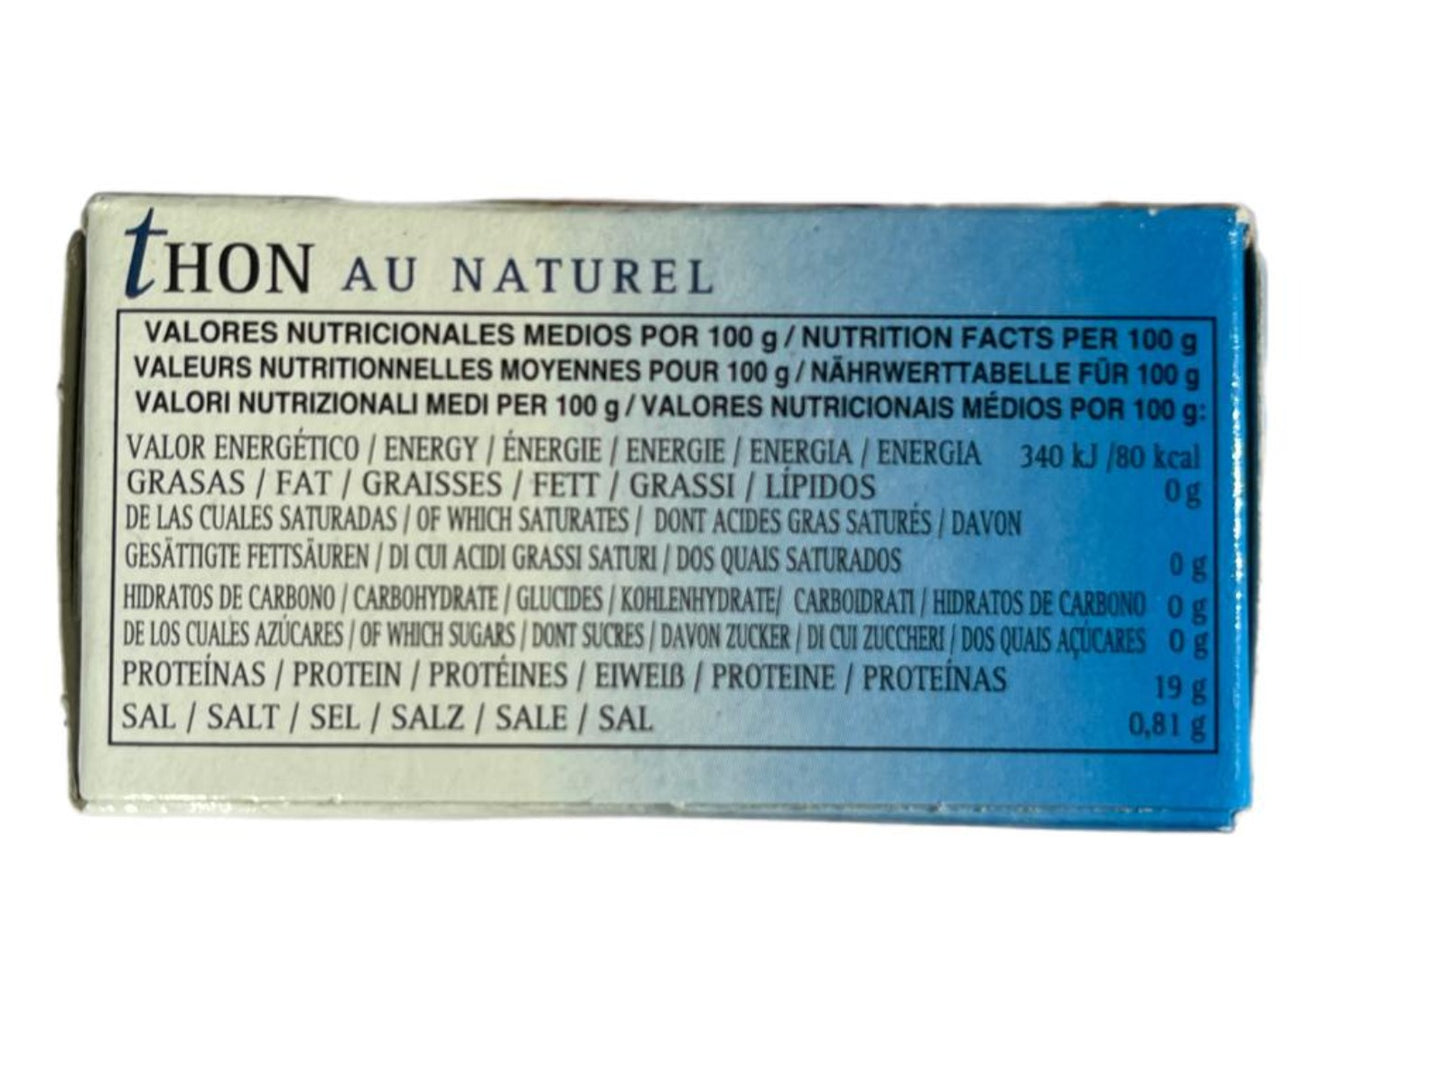 tHON AU NATUREL
VALORES NUTRICIONALES MEDIOS POR 100 g / NUTRITION FACTS PER 100 g
VALEURS NUTRITIONNELLES MOYENNES POUR 100 g / NÄHRWERTTABELLE FÜR 100 g
VALORI NUTRIZIONALI MEDI PER 100 g / VALORES NUTRICIONAIS MÉDIOS POR 100 g:
VALOR ENERGÉTICO / ENERGY / ÉNERGIE / ENERGIE / ENERGIA / ENERGIA 340 kJ /80 kcal
GRASAS / FAT / GRAISSES / FETT / GRASSI / LÍPIDOS 0 g
DE LAS CUALES SATURADAS / OF WHICH SATURATES / DONT ACIDES GRAS SATURÉS / DAVON
GESÄTTIGTE FETTSÄUREN / DI CUI ACIDI GRASSI SATURI / DOS QUAIS SATURADOS 0 g
HIDRATOS DE CARBONO / CARBOHYDRATE / GLUCIDES / KOHLENHYDRATE/ CARBOIDRATI / HIDRATOS DE CARBONO 0 g
DE LOS CUALES AZÚCARES / OF WHICH SUGARS / DONT SUCRES / DAVON ZUCKER / DI CUI ZUCCHERI / DOS QUAIS AÇÚCARES 0 g
PROTEÍNAS / PROTEIN / PROTÉINES / EIWEIß / PROTEINE / PROTEÍNAS 19 g
SAL / SALT / SEL / SALZ / SALE / SAL 0,81 g